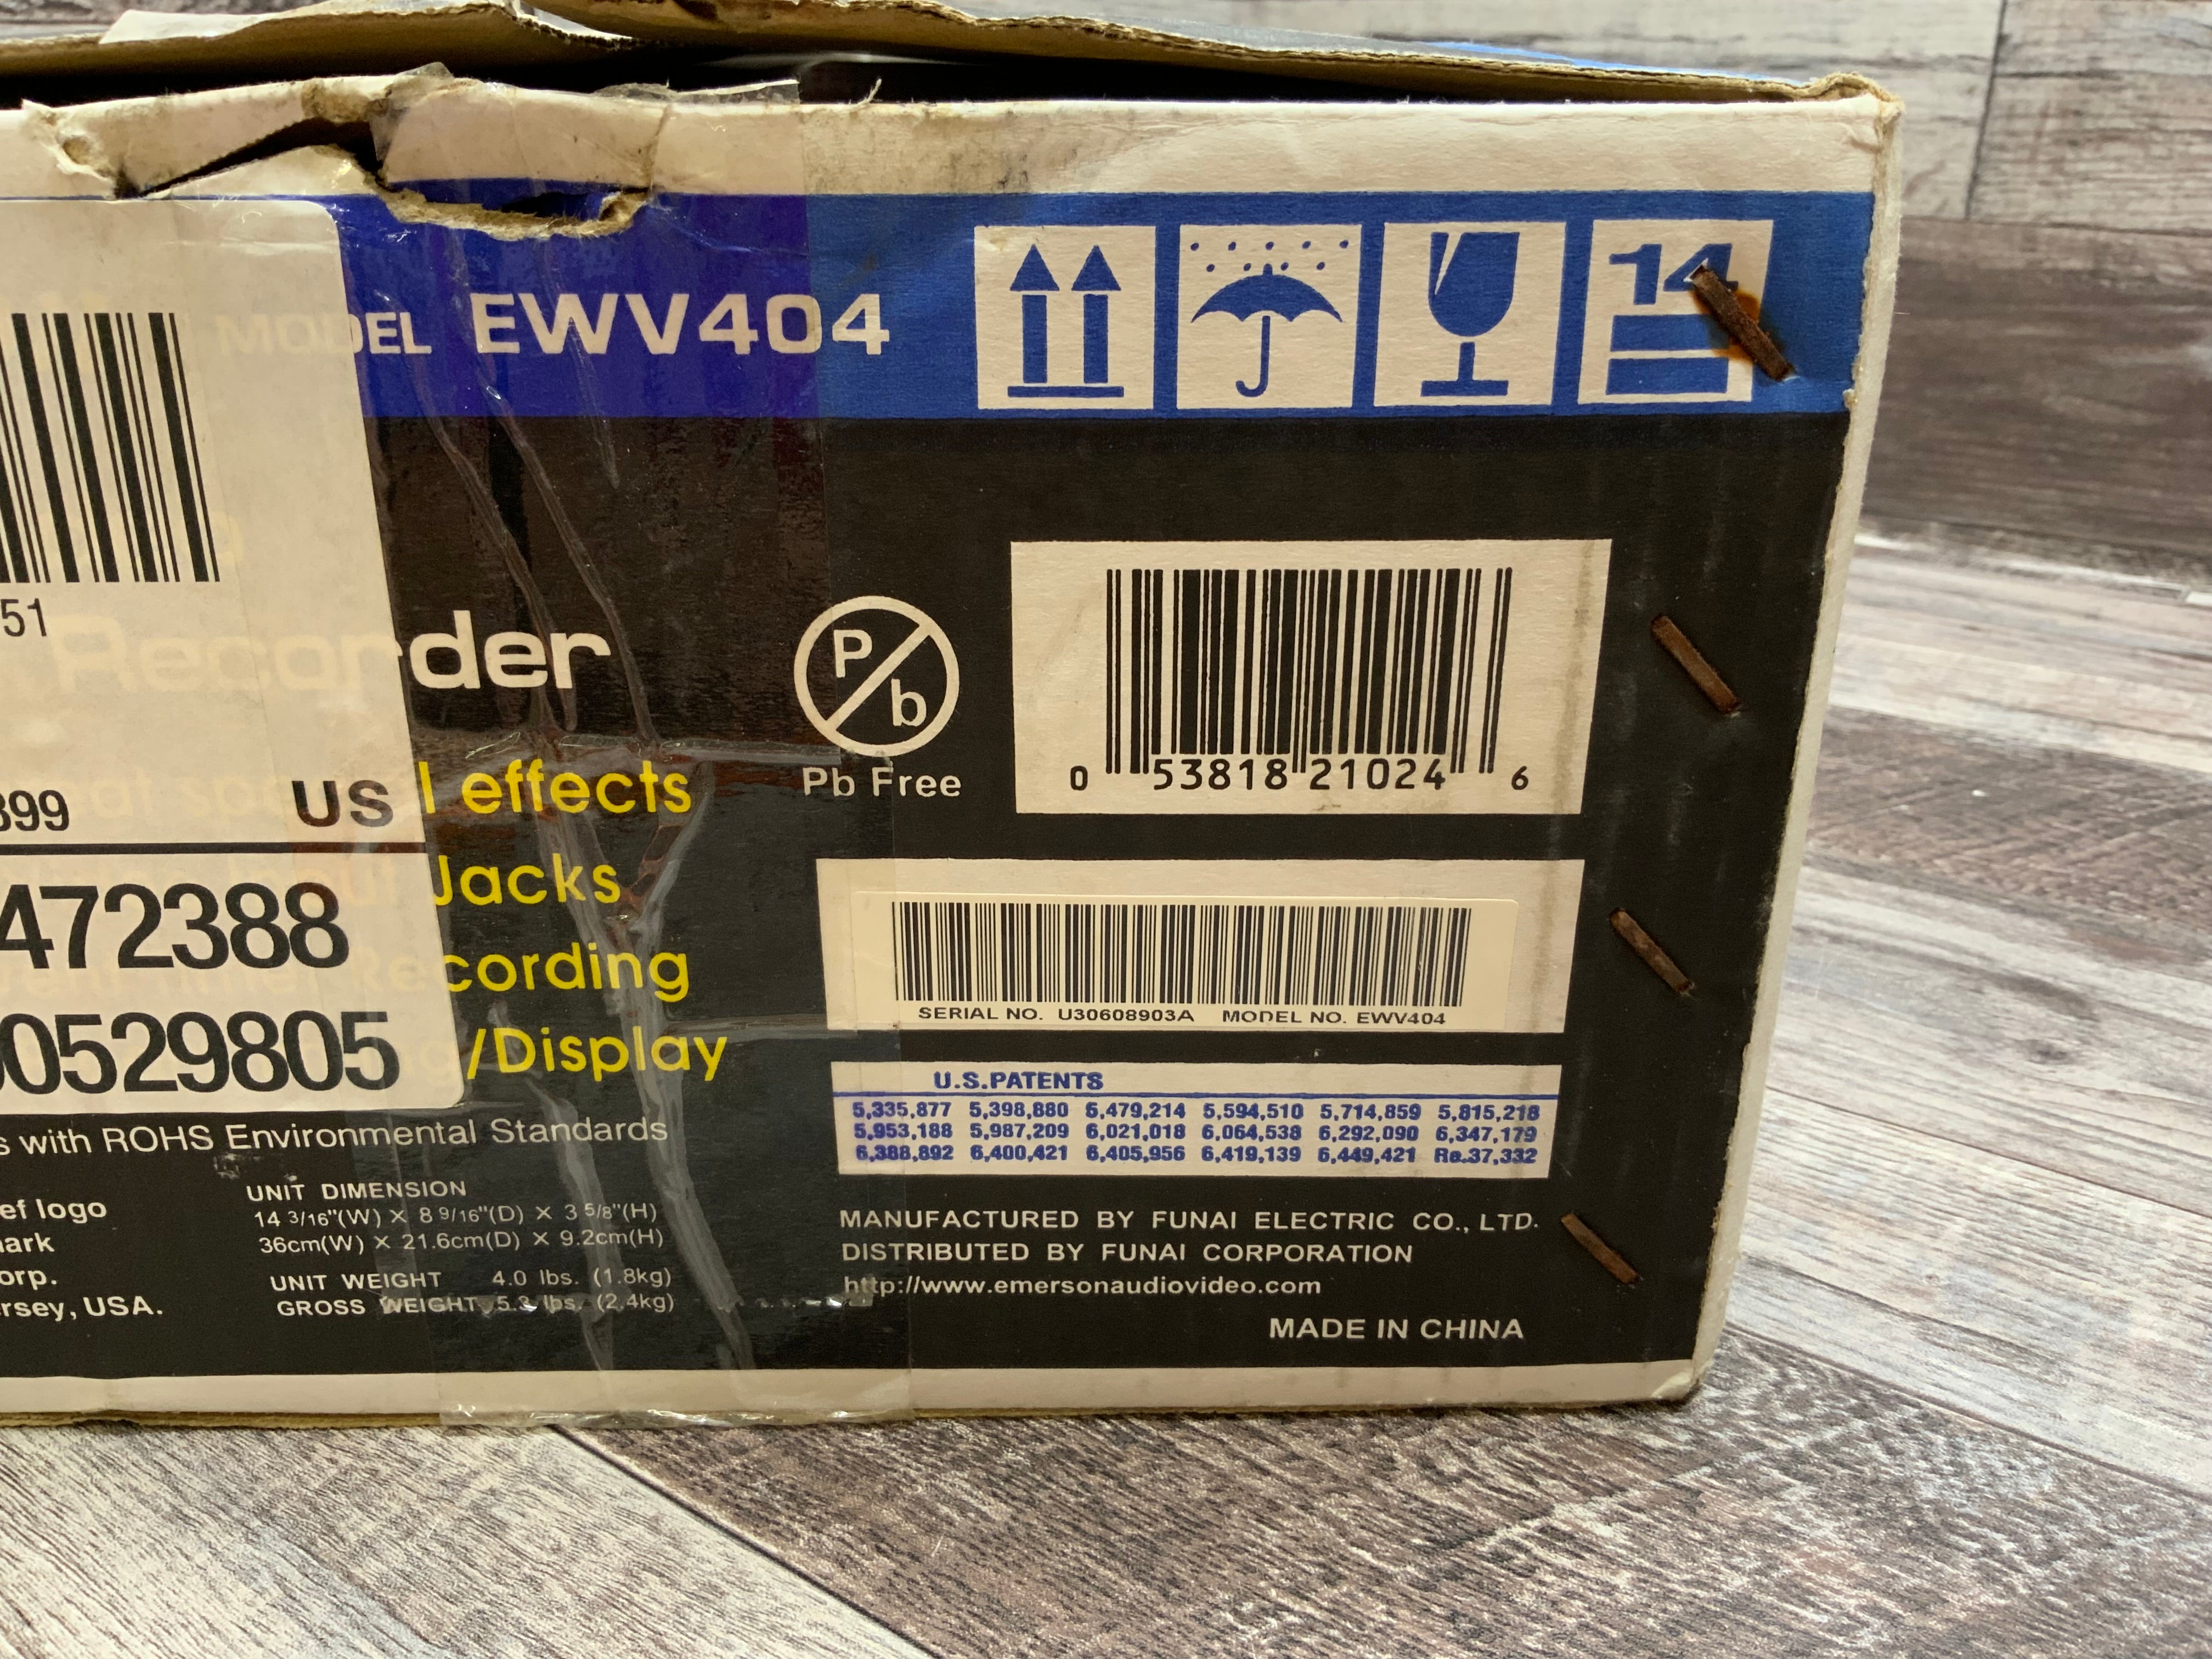 MODEL EWV404
14
51
Recorder
899 US
l effects
Jacks
472388
Recording
0529805
g/Display
P
b
Pb Free
0 53818 21024 6
SERIAL NO. U30608903A MODEL NO. EWV404
U.S.PATENTS
5,335,877 5,398,880 5,479,214 5,594,510 5,714,859 5,815,218
5,953,188 5,987,209 6,021,018 6,064,538 6,292,090 6,347,179
6,388,892 6,400,421 6,405,956 6,419,139 6,449,421 Re.37,332
s with ROHS Environmental Standards
ef logo
ark
orp.
rsey, USA.
UNIT DIMENSION
14 3/16"(W) X 8 9/16"(D) X 3 5/8"(H)
36cm(W) X 21.6cm(D) X 9.2cm(H)
UNIT WEIGHT 4.0 lbs. (1.8kg)
GROSS WEIGHT 5.3 lbs. (2.4kg)
MANUFACTURED BY FUNAI ELECTRIC CO., LTD.
DISTRIBUTED BY FUNAI CORPORATION
http://www.emersonaudiovideo.com
MADE IN CHINA